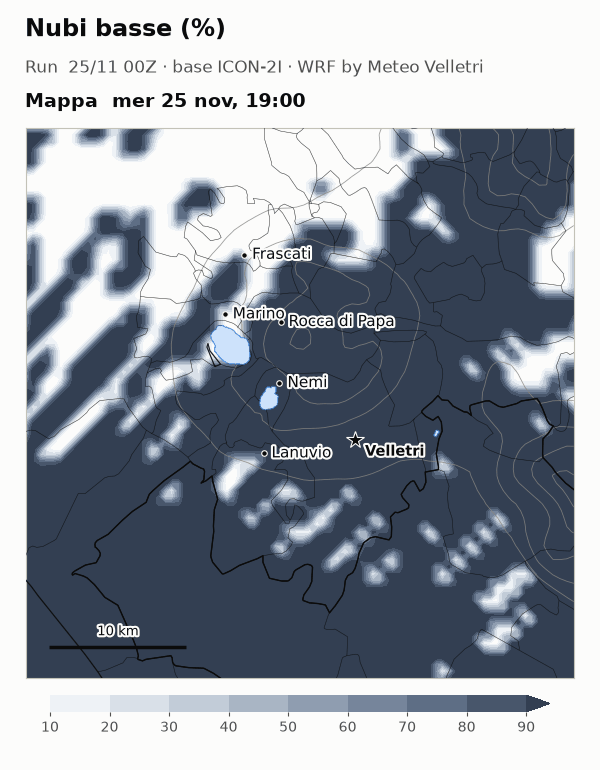 Nubi basse (%)
Run  25/11 00Z · base ICON-2I · WRF by Meteo Velletri
Mappa  mer 25 nov, 19:00
Frascati
Marino
Rocca di Papa
Nemi
Velletri
Lanuvio
10 km
10 20 30 40 50 60 70 80 90